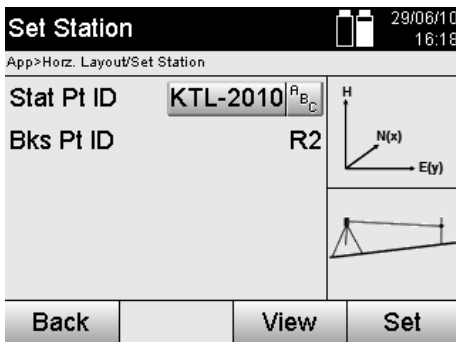 Set Station
29/06/10
16:18
App>Horz. Layout/Set Station
Stat Pt ID KTL-2010 ABC
Bks Pt ID R2
H
N(x)
E(y)
Back View Set